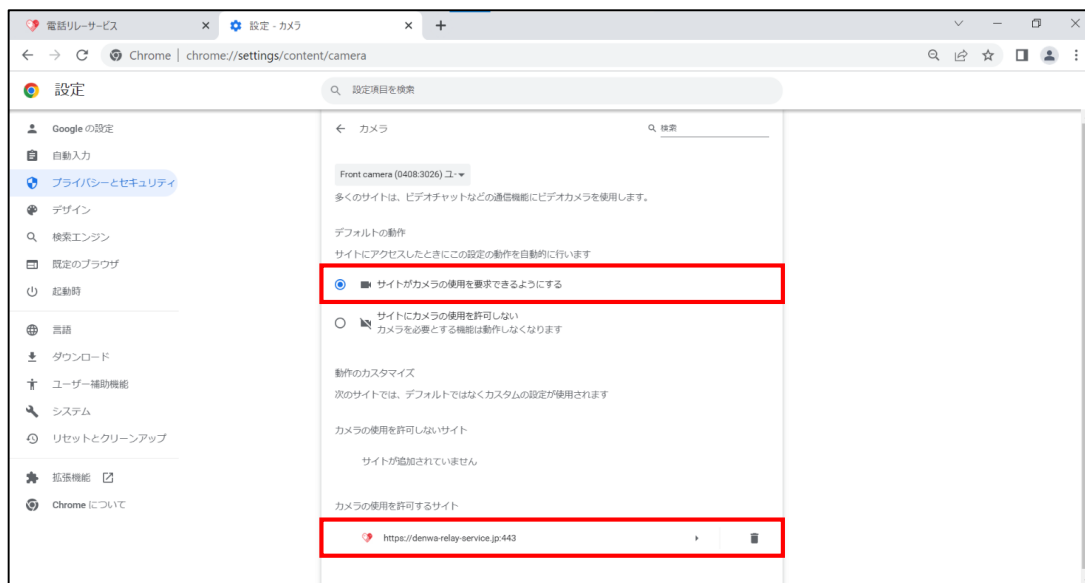 電話リレーサービス
設定 - カメラ
Chrome | chrome://settings/content/camera
設定
設定項目を検索
Google の設定
自動入力
プライバシーとセキュリティ
デザイン
検索エンジン
既定のブラウザ
起動時
言語
ダウンロード
ユーザー補助機能
システム
リセットとクリーンアップ
拡張機能
Chrome について
カメラ
検索
Front camera (0408:3026) ユ-
多くのサイトは、ビデオチャットなどの通信機能にビデオカメラを使用します。
デフォルトの動作
サイトにアクセスしたときにこの設定の動作を自動的に行います
サイトがカメラの使用を要求できるようにする
サイトにカメラの使用を許可しない
カメラを必要とする機能は動作しなくなります
動作のカスタマイズ
次のサイトでは、デフォルトではなくカスタムの設定が使用されます
カメラの使用を許可しないサイト
サイトが追加されていません
カメラの使用を許可するサイト
https://denwa-relay-service.jp:443